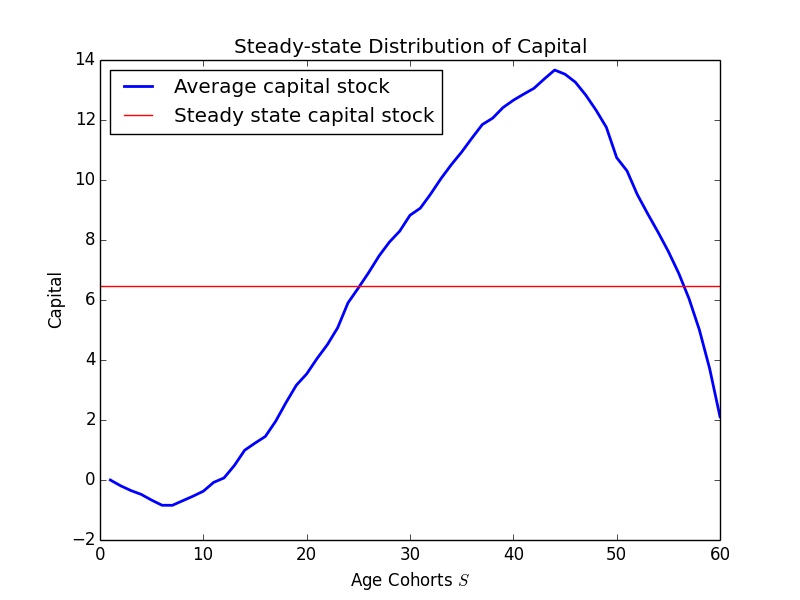 Steady-state Distribution of Capital
Average capital stock
Steady state capital stock
Capital
14
12
10
8
6
4
2
0
−2
0 10 20 30 40 50 60
Age Cohorts S